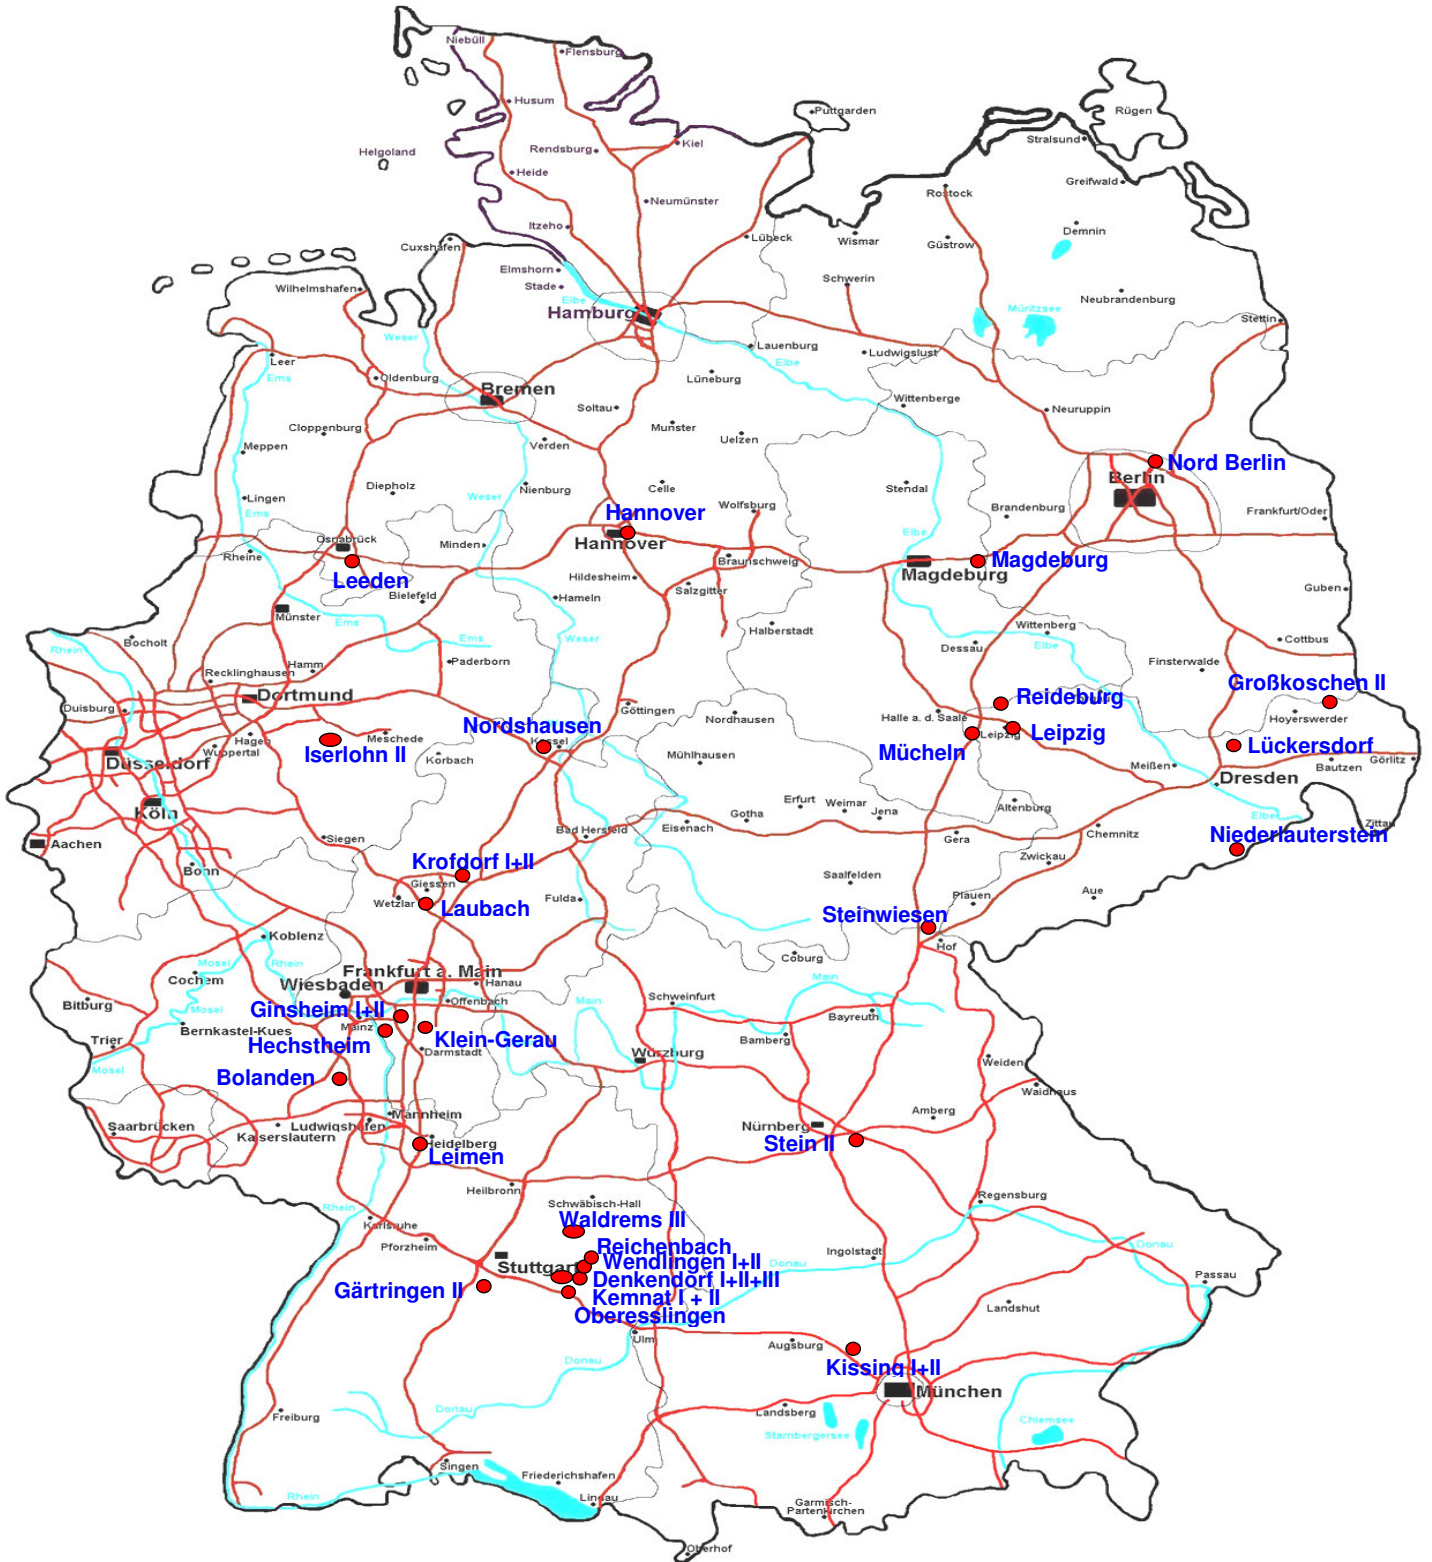 Niebüll
Flensburg
Husum
Puttgarden
Rügen
Helgoland
Rendsburg
Kiel
Stralsund
Heide
Greifwald
Rostock
Neumünster
Itzeho
Demnin
Cuxshafen
Lübeck
Wismar
Güstrow
Elmshorn
Stade
Schwerin
Wilhelmshafen
Elbe
Neubrandenburg
Hamburg
Müritzsee
Stettin
Weser
Lauenburg
Ludwigslust
Leer
Elbe
Ems
Oldenburg
Lüneburg
Bremen
Wittenberge
Soltau
Neuruppin
Cloppenburg
Munster
Uelzen
Meppen
Verden
Nord Berlin
Berlin
Diepholz
Nienburg
Celle
Stendal
Lingen
Weser
Wolfsburg
Brandenburg
Ems
Hannover
Frankfurt/Oder
Elbe
Osnabrück
Minden
Hannover
Rheine
Braunschweig
Magdeburg
Leeden
Hildesheim
Magdeburg
Salzgitter
Guben
Bielefeld
Hameln
Münster
Ems
Halberstadt
Wittenberg
Bocholt
Ems
Weser
Cottbus
Rhein
Dessau
Elbe
Paderborn
Finsterwalde
Hamm
Recklinghausen
Großkoschen II
Dortmund
Reideburg
Duisburg
Göttingen
Nordhausen
Halle a. d. Saale
Hoyerswerder
Nordshausen
Leipzig
Leipzig
Hagen
Meschede
Kassel
Mücheln
Lückersdorf
Wuppertal
Iserlohn II
Korbach
Mühlhausen
Görlitz
Düsseldorf
Meißen
Bautzen
Dresden
Erfurt
Weimar
Jena
Altenburg
Köln
Gotha
Elbe
Zittau
Eisenach
Bad Hersfeld
Chemnitz
Niederlauterstein
Aachen
Siegen
Gera
Zwickau
Krofdorf I+II
Bonn
Saalfelden
Giessen
Aue
Wetzlar
Fulda
Plauen
Laubach
Steinwiesen
Koblenz
Hof
Mosel
Rhein
Coburg
Frankfurt a. Main
Cochem
Main
Wiesbaden
Hanau
Schweinfurt
Bitburg
Offenbach
Main
Mosel
Ginsheim I+II
Bayreuth
Mainz
Bernkastel-Kues
Trier
Hechstheim
Klein-Gerau
Bamberg
Darmstadt
Würzburg
Weiden
Mosel
Bolanden
Waidhaus
Mannheim
Amberg
Saarbrücken
Ludwigshafen
Nürnberg
Kaiserslautern
Heidelberg
Stein II
Leimen
Heilbronn
Regensburg
Schwäbisch-Hall
Rhein
Waldrems III
Karlsruhe
Pforzheim
Reichenbach
Donau
Ingolstadt
Wendlingen I+II
Donau
Stuttgart
Passau
Denkendorf I+II+III
Gärtringen II
Kemnat I + II
Landshut
Oberesslingen
Ulm
Augsburg
Donau
Kissing I+II
München
Donau
Freiburg
Landsberg
Chiemsee
Starnbergersee
Singen
Friederichshafen
Rhein
Lindau
Garmisch-
Partenkirchen
Oberhof